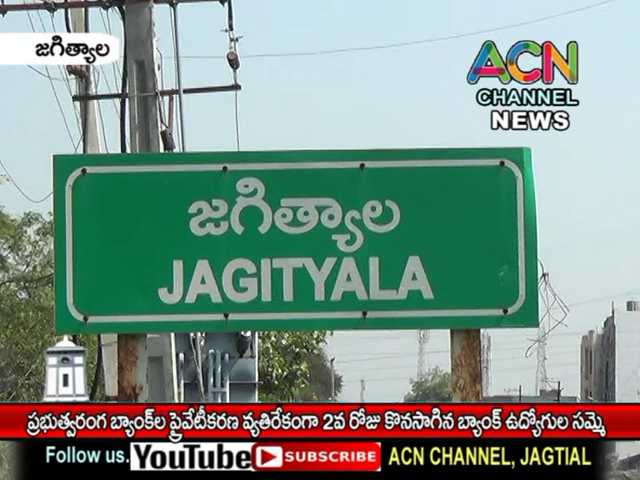 జగిత్యాల
ACN
CHANNEL
NEWS
జగిత్యాల
JAGITYALA
ప్రభుత్వరంగ బ్యాంక్‌ల ప్రైవేటీకరణ వ్యతిరేకంగా 2వ రోజు కొనసాగిన బ్యాంక్ ఉద్యోగుల సమ్మె
Follow us. YouTube SUBSCRIBE ACN CHANNEL, JAGTIAL